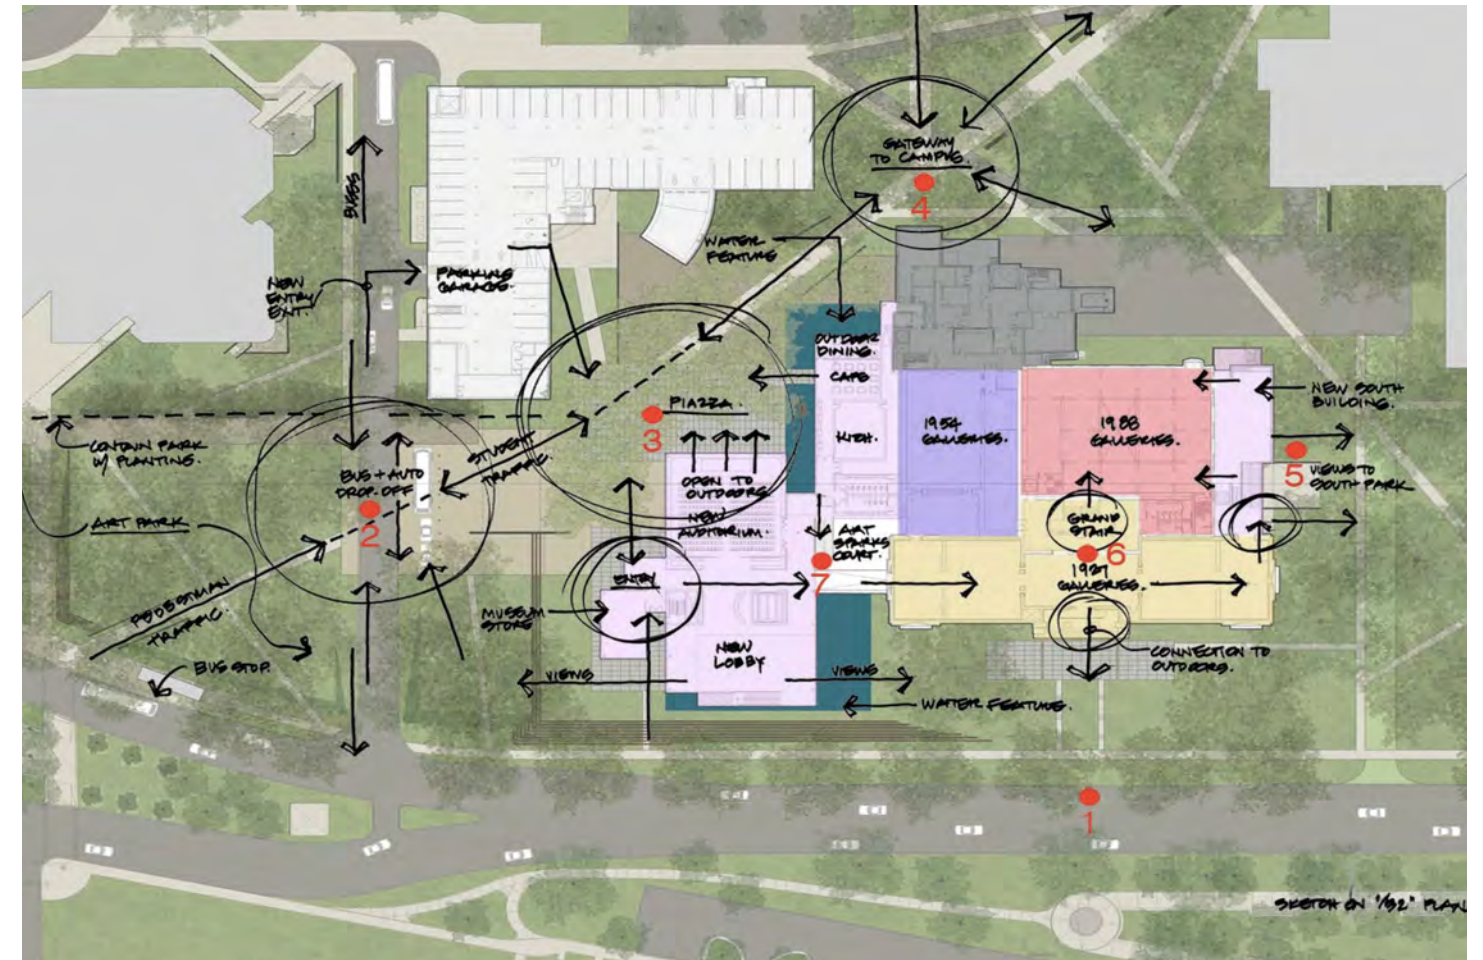 GATEWAY
TO CAMPUS.
4
BUSES
WATER
FEATURE
NEW
ENTRY
EXIT.
PARKING
GARAGE.
OUTDOOR
DINING.
CAFE
PIAZZA.
3
NEW SOUTH
BUILDING.
CONTAIN PARK
W/ PLANTING.
KITCH.
1954
GALLERIES.
1988
GALLERIES.
STUDENT
TRAFFIC.
BUS + AUTO
DROP-OFF
2
OPEN TO
OUTDOORS
5
VIEWS TO
SOUTH PARK
ART PARK
NEW
AUDITORIUM.
ART
SPARKS
COURT.
7
GRAND
STAIR
6
1927
GALLERIES.
ENTRY
PEDESTRIAN
TRAFFIC.
MUSEUM
STORE
NEW
LOBBY
BUS STOP.
VIEWS
VIEWS
CONNECTION TO
OUTDOORS.
WATER FEATURE.
1
SKETCH ON 1/32" PLAN